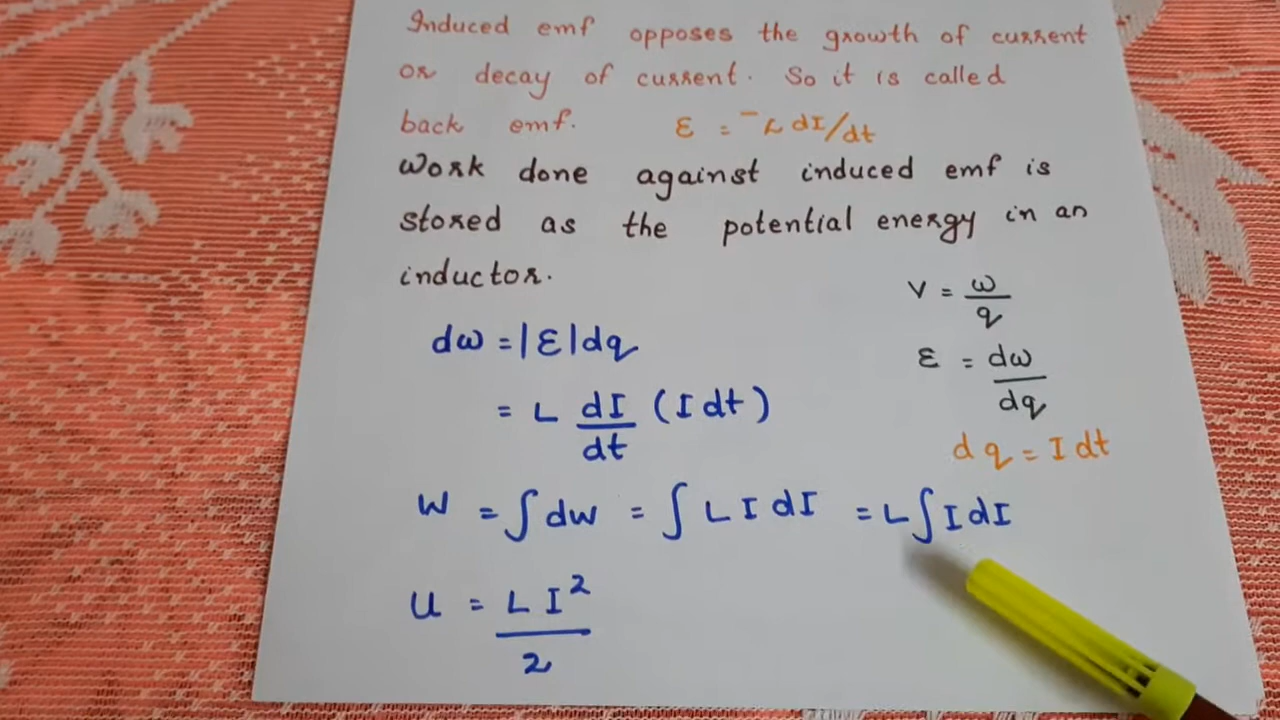 Induced emf opposes the growth of current
or decay of current. So it is called
back emf. ε = -L dI/dt
Work done against induced emf is
stored as the potential energy in an
inductor.
V = w/q
dw = |ε| dq
ε = dw/dq
= L dI/dt (I dt)
dq = I dt
W = ∫ dw = ∫ L I dI = L ∫ I dI
U = L I²/2